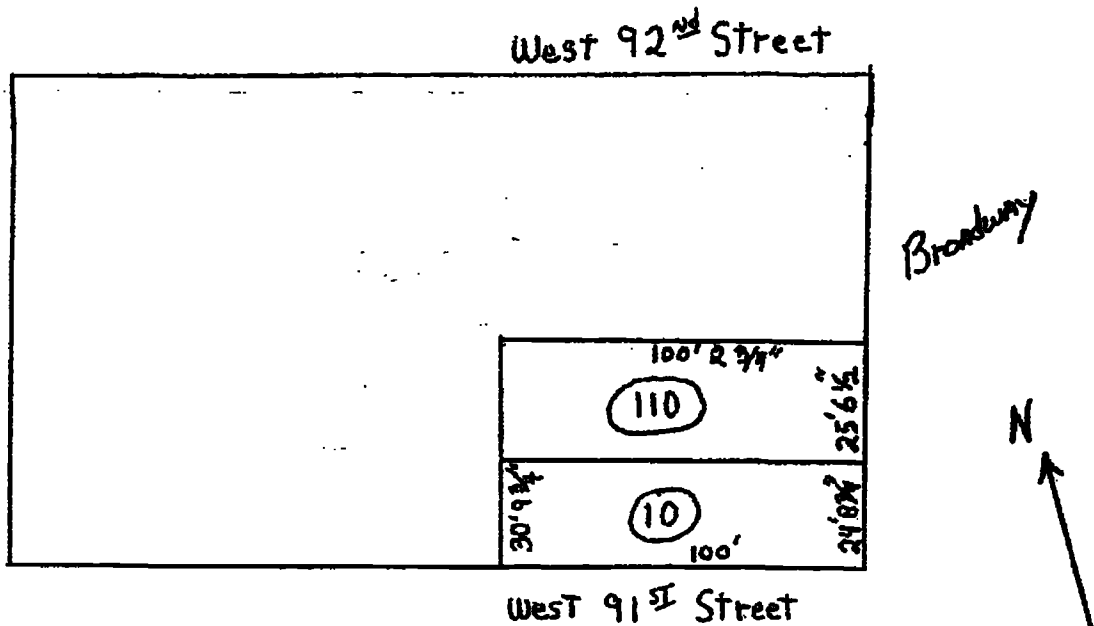 West 92nd Street
Broadway
100' 2 3/4"
110
25' 6 1/2"
N
30' 9 3/4"
10
24' 8 3/4"
100'
West 91ST Street